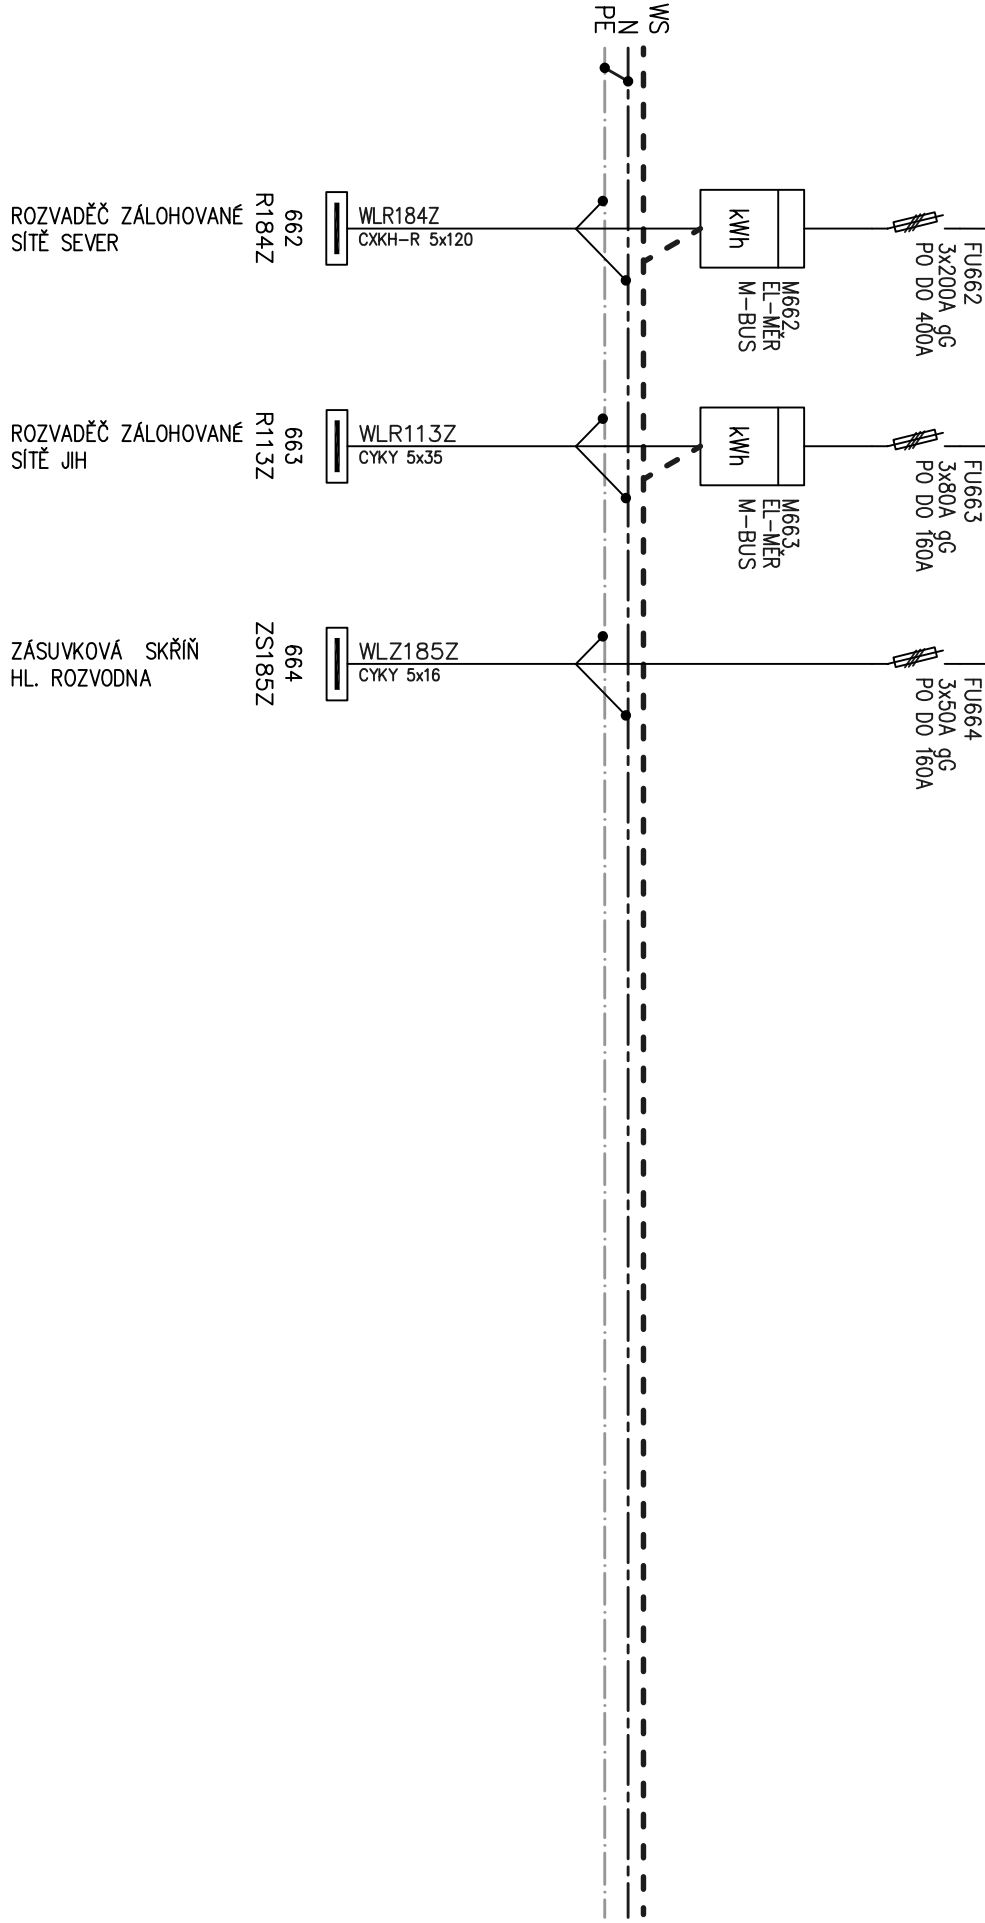 WS
N
PE
ROZVADĚČ ZÁLOHOVANÉ
SÍTĚ SEVER
662
R184Z
WLR184Z
CXKH-R 5x120
kWh
M662
EL-MĚR
M-BUS
FU662
3x200A gG
PO DO 400A
ROZVADĚČ ZÁLOHOVANÉ
SÍTĚ JIH
663
R113Z
WLR113Z
CYKY 5x35
kWh
M663
EL-MĚR
M-BUS
FU663
3x80A gG
PO DO 160A
ZÁSUVKOVÁ SKŘÍŇ
HL. ROZVODNA
664
ZS185Z
WLZ185Z
CYKY 5x16
FU664
3x50A gG
PO DO 160A